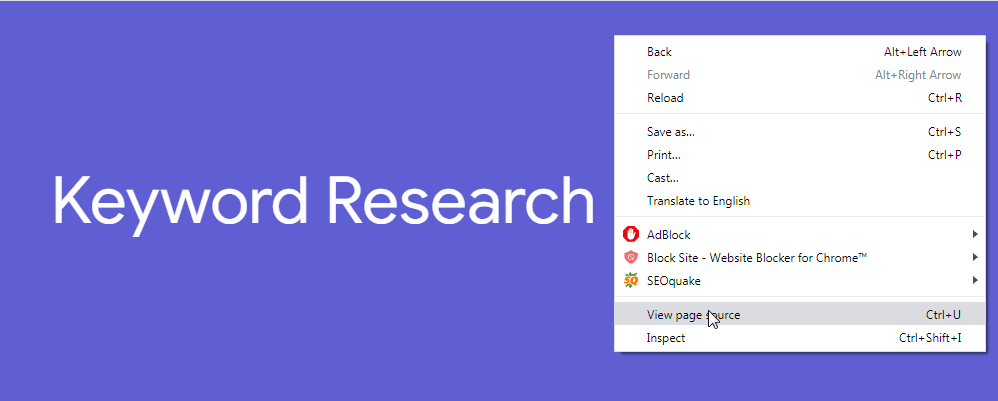 Keyword Research
Back Alt+Left Arrow
Forward Alt+Right Arrow
Reload Ctrl+R
Save as... Ctrl+S
Print... Ctrl+P
Cast...
Translate to English
AdBlock
Block Site - Website Blocker for Chrome™
SQ SEOquake
View page source Ctrl+U
Inspect Ctrl+Shift+I